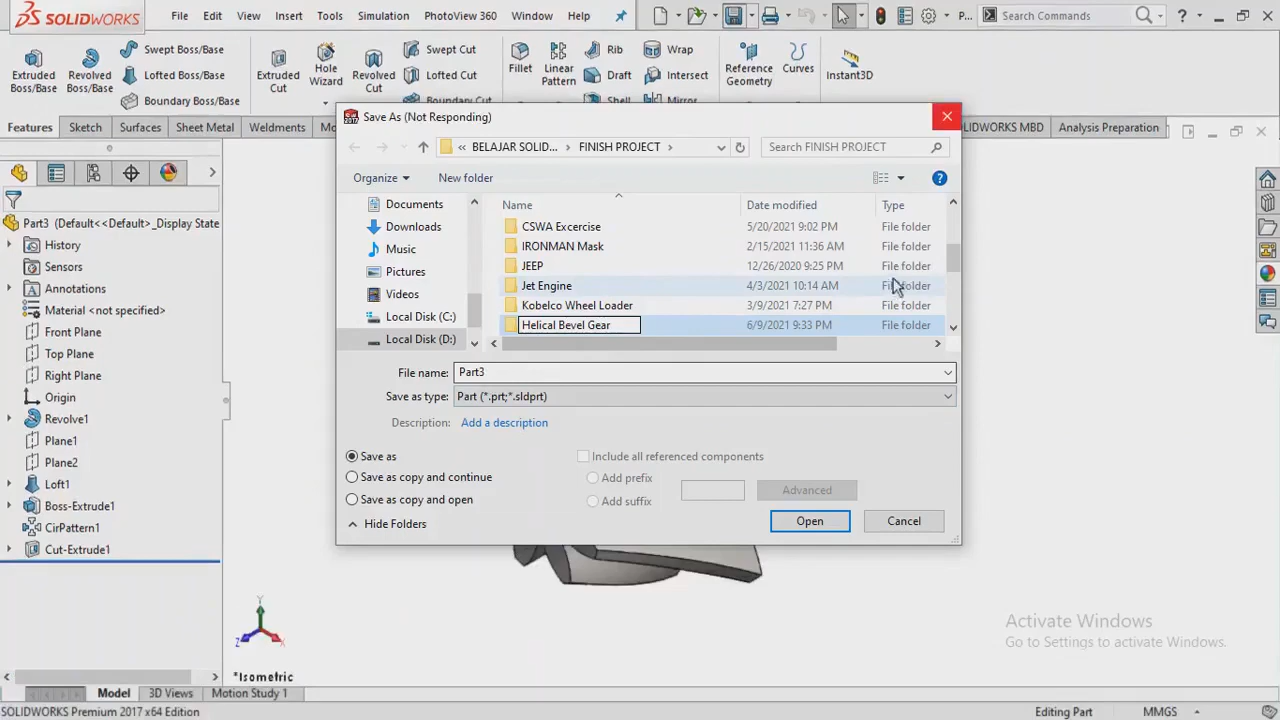 SOLIDWORKS File Edit View Insert Tools Simulation PhotoView 360 Window Help P... Search Commands ?
Extruded Boss/Base Revolved Boss/Base Swept Boss/Base Lofted Boss/Base Boundary Boss/Base Extruded Cut Hole Wizard Revolved Cut Swept Cut Lofted Cut Boundary Cut Fillet Linear Pattern Rib Draft Shell Wrap Intersect Mirror Reference Geometry Curves Instant3D
Features Sketch Surfaces Sheet Metal Weldments Mo SOLIDWORKS MBD Analysis Preparation
Part3 (Default<<Default>_Display State
History
Sensors
Annotations
Material <not specified>
Front Plane
Top Plane
Right Plane
Origin
Revolve1
Plane1
Plane2
Loft1
Boss-Extrude1
CirPattern1
Cut-Extrude1
2017 Save As (Not Responding)
« BELAJAR SOLID... › FINISH PROJECT › Search FINISH PROJECT
Organize New folder ?
Documents
Downloads
Music
Pictures
Videos
Local Disk (C:)
Local Disk (D:)
Name Date modified Type
CSWA Excercise 5/20/2021 9:02 PM File folder
IRONMAN Mask 2/15/2021 11:36 AM File folder
JEEP 12/26/2020 9:25 PM File folder
Jet Engine 4/3/2021 10:14 AM File folder
Kobelco Wheel Loader 3/9/2021 7:27 PM File folder
Helical Bevel Gear 6/9/2021 9:33 PM File folder
File name: Part3
Save as type: Part (*.prt;*.sldprt)
Description: Add a description
Save as
Save as copy and continue
Save as copy and open
Include all referenced components
Add prefix
Add suffix
Advanced
Hide Folders Open Cancel
Y
Z X
*Isometric
Activate Windows
Go to Settings to activate Windows.
Model 3D Views Motion Study 1
SOLIDWORKS Premium 2017 x64 Edition Editing Part MMGS